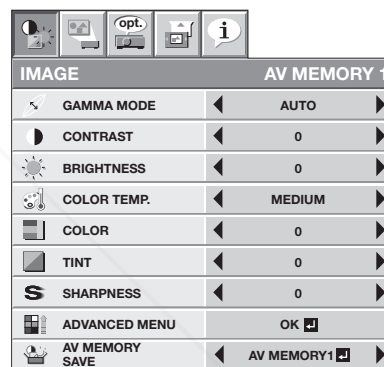 opt.
i
IMAGE AV MEMORY 1
GAMMA MODE AUTO
CONTRAST 0
BRIGHTNESS 0
COLOR TEMP. MEDIUM
COLOR 0
TINT 0
SHARPNESS 0
ADVANCED MENU OK
AV MEMORY
SAVE AV MEMORY1